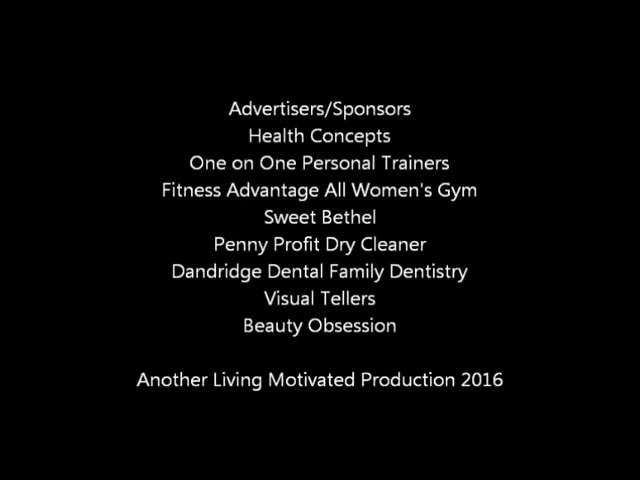 Advertisers/Sponsors
Health Concepts
One on One Personal Trainers
Fitness Advantage All Women's Gym
Sweet Bethel
Penny Profit Dry Cleaner
Dandridge Dental Family Dentistry
Visual Tellers
Beauty Obsession
Another Living Motivated Production 2016